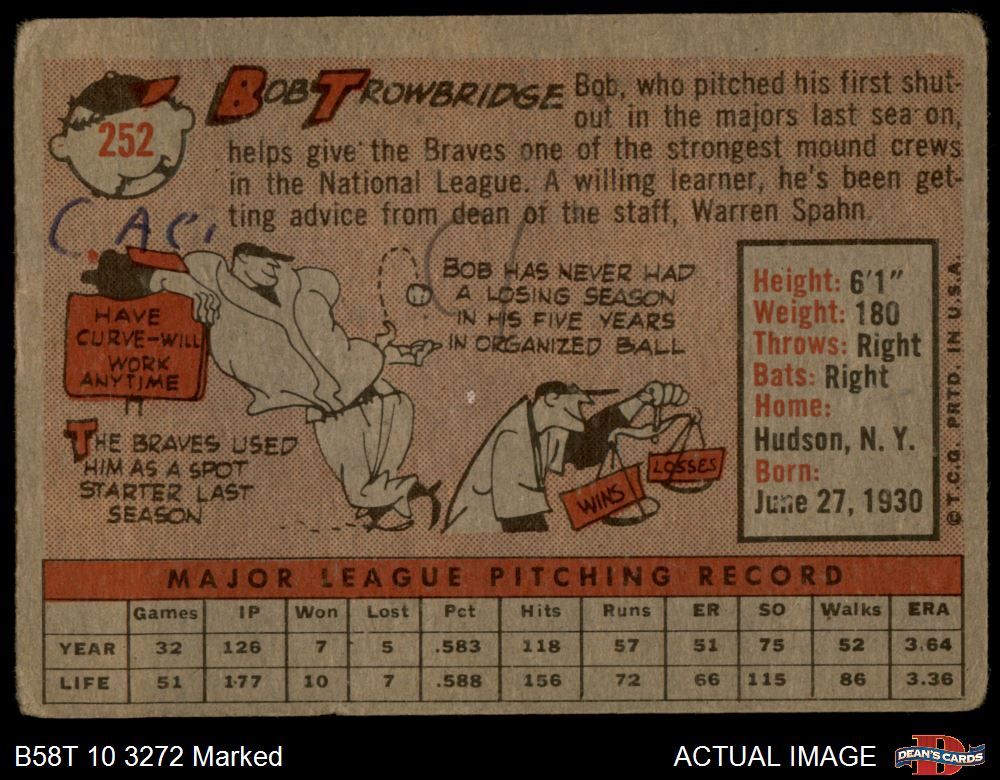 252
BOB TROWBRIDGE
Bob, who pitched his first shut-
out in the majors last season,
helps give the Braves one of the strongest mound crews
in the National League. A willing learner, he's been get-
ting advice from dean of the staff, Warren Spahn.
HAVE
CURVE-WILL
WORK
ANYTIME
BOB HAS NEVER HAD
A LOSING SEASON
IN HIS FIVE YEARS
IN ORGANIZED BALL
THE BRAVES USED
HIM AS A SPOT
STARTER LAST
SEASON
WINS
LOSSES
Height: 6'1"
Weight: 180
Throws: Right
Bats: Right
Home:
Hudson, N. Y.
Born:
June 27, 1930
© T.C.G. PRTD. IN U.S.A.
MAJOR LEAGUE PITCHING RECORD
Games IP Won Lost Pct Hits Runs ER SO Walks ERA
YEAR 32 126 7 5 .583 118 57 51 75 52 3.64
LIFE 51 177 10 7 .588 156 72 66 115 86 3.36
B58T 10 3272 Marked
ACTUAL IMAGE
DEAN'S CARDS